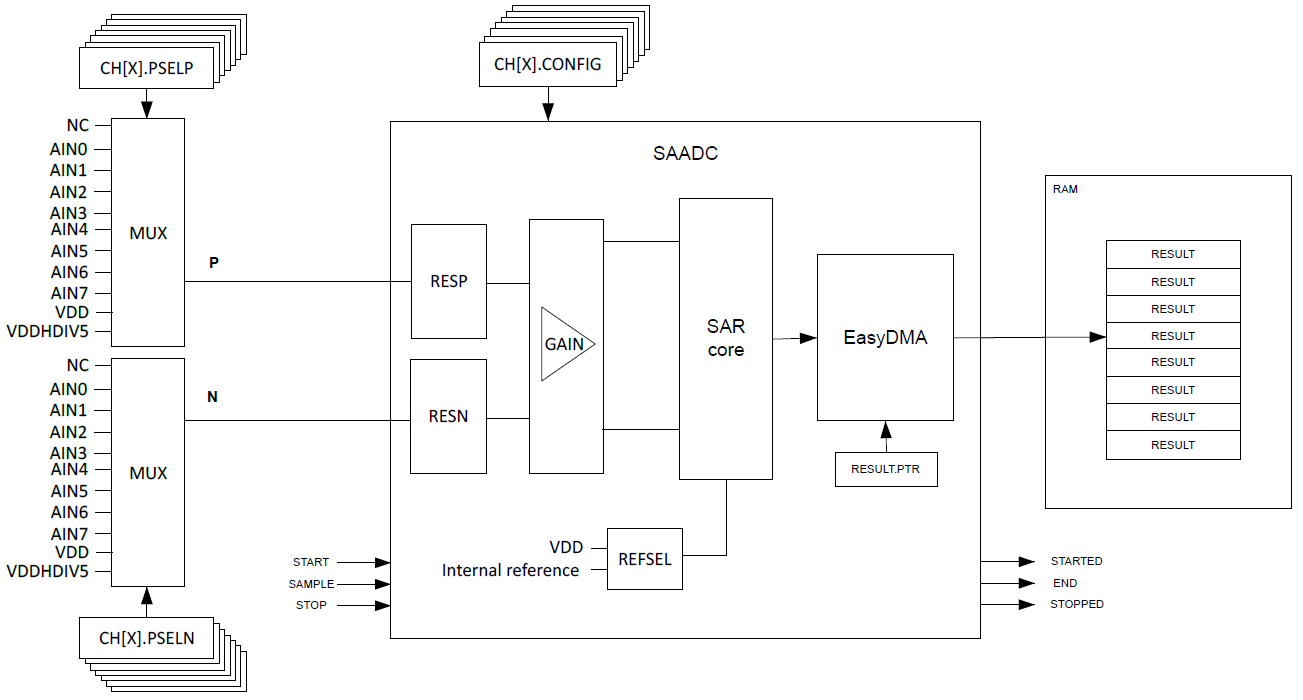 CH[X].PSELP
CH[X].CONFIG
NC
AIN0
AIN1
AIN2
AIN3
AIN4
AIN5
AIN6
AIN7
VDD
VDDHDIV5
MUX
P
NC
AIN0
AIN1
AIN2
AIN3
AIN4
AIN5
AIN6
AIN7
VDD
VDDHDIV5
MUX
N
CH[X].PSELN
SAADC
RESP
RESN
GAIN
SAR
core
EasyDMA
RESULT.PTR
VDD
Internal reference
REFSEL
START
SAMPLE
STOP
STARTED
END
STOPPED
RAM
RESULT
RESULT
RESULT
RESULT
RESULT
RESULT
RESULT
RESULT